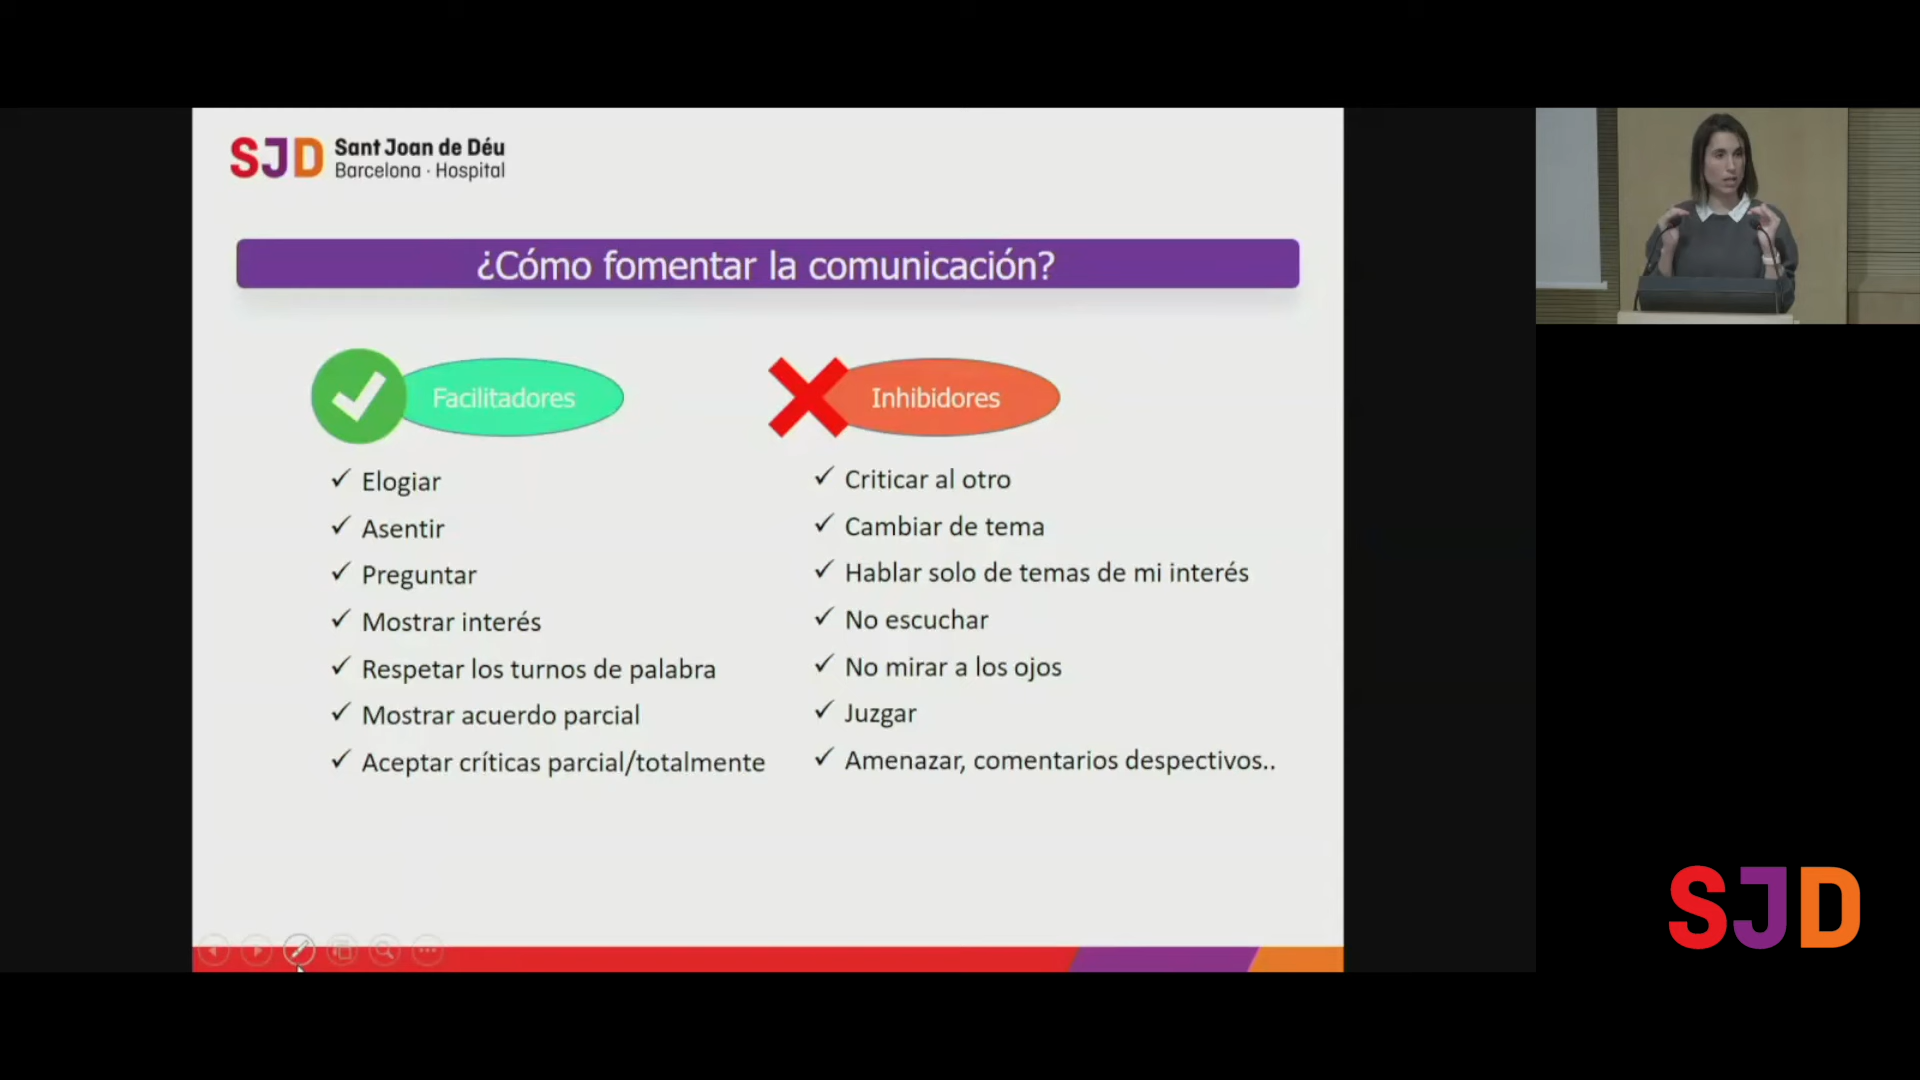 SJD Sant Joan de Déu
Barcelona · Hospital
¿Cómo fomentar la comunicación?
Facilitadores
Elogiar
Asentir
Preguntar
Mostrar interés
Respetar los turnos de palabra
Mostrar acuerdo parcial
Aceptar críticas parcial/totalmente
Inhibidores
Criticar al otro
Cambiar de tema
Hablar solo de temas de mi interés
No escuchar
No mirar a los ojos
Juzgar
Amenazar, comentarios despectivos..
SJD